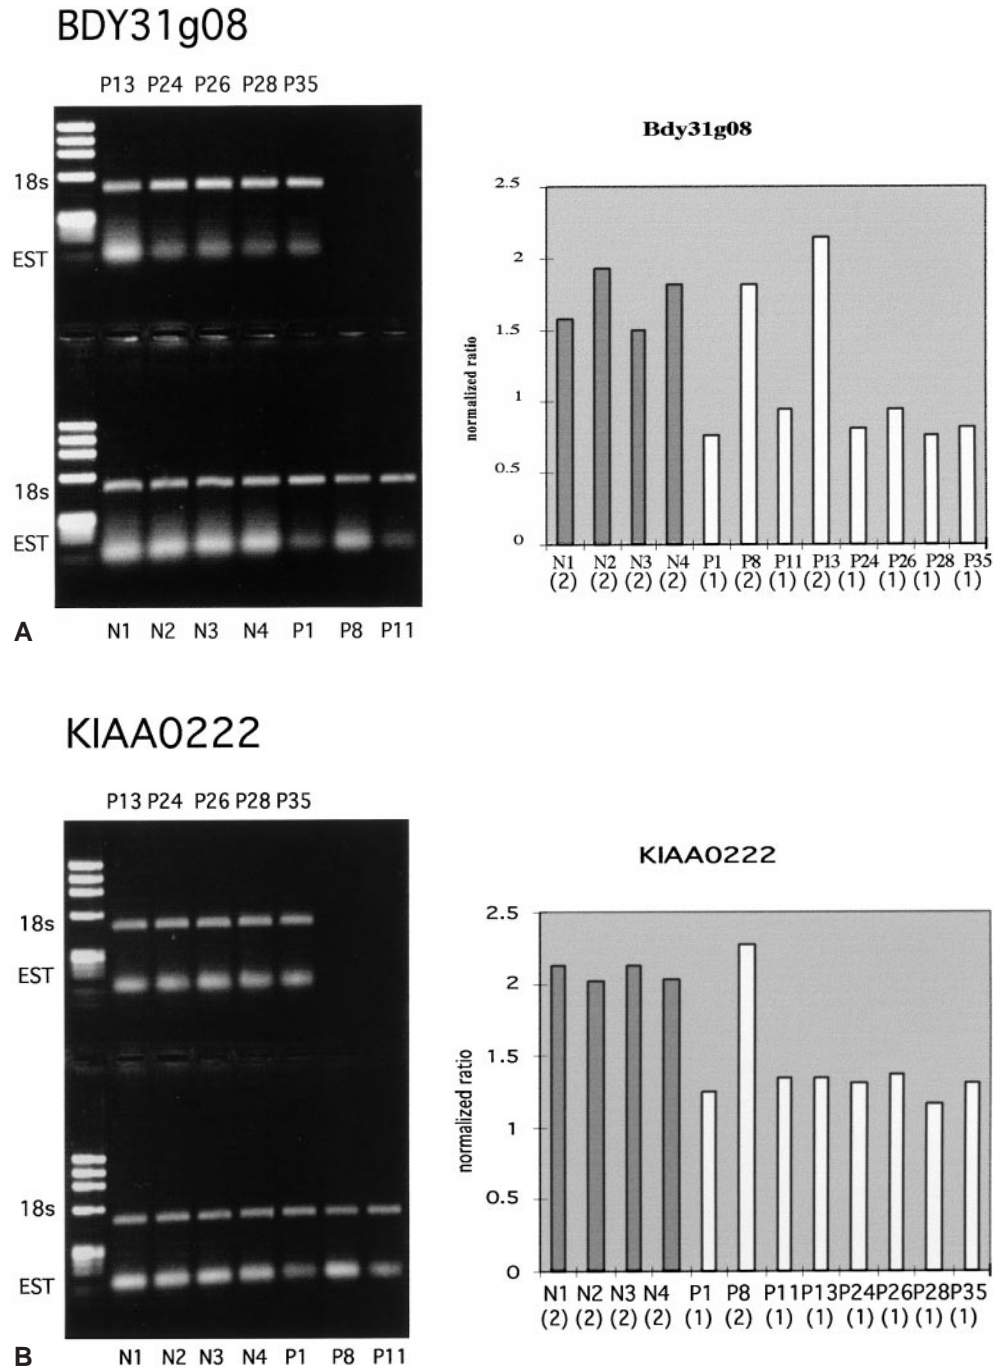 BDY31g08
P13 P24 P26 P28 P35
18s
EST
18s
EST
N1 N2 N3 N4 P1 P8 P11
A
Bdy31g08
normalized ratio
2.5
2
1.5
1
0.5
0
N1 N2 N3 N4 P1 P8 P11 P13 P24 P26 P28 P35
(2) (2) (2) (2) (1) (2) (1) (2) (1) (1) (1) (1)
KIAA0222
P13 P24 P26 P28 P35
18s
EST
18s
EST
N1 N2 N3 N4 P1 P8 P11
B
KIAA0222
normalized ratio
2.5
2
1.5
1
0.5
0
N1 N2 N3 N4 P1 P8 P11 P13 P24 P26 P28 P35
(2) (2) (2) (2) (1) (2) (1) (1) (1) (1) (1) (1)